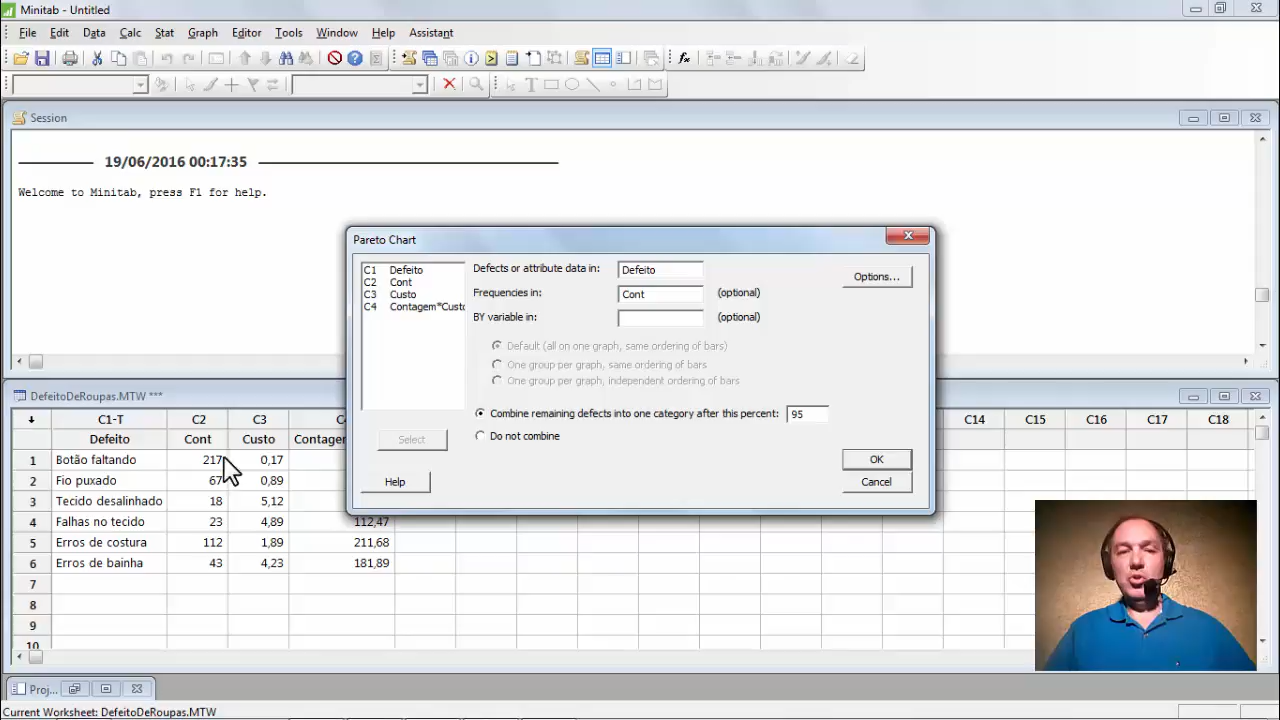 Minitab - Untitled
File Edit Data Calc Stat Graph Editor Tools Window Help Assistant
Session
19/06/2016 00:17:35
Welcome to Minitab, press F1 for help.
Pareto Chart
C1 Defeito
C2 Cont
C3 Custo
C4 Contagem*Custo
Defects or attribute data in: Defeito
Frequencies in: Cont (optional)
BY variable in: (optional)
Options...
Default (all on one graph, same ordering of bars)
One group per graph, same ordering of bars
One group per graph, independent ordering of bars
Combine remaining defects into one category after this percent: 95
Do not combine
Select
Help
OK
Cancel
DefeitoDeRoupas.MTW ***
C1-T C2 C3 C14 C15 C16 C17 C18
Defeito Cont Custo
1 Botão faltando 217 0,17
2 Fio puxado 67 0,89
3 Tecido desalinhado 18 5,12
4 Falhas no tecido 23 4,89 112,47
5 Erros de costura 112 1,89 211,68
6 Erros de bainha 43 4,23 181,89
7
8
9
10
Proj...
Current Worksheet: DefeitoDeRoupas.MTW